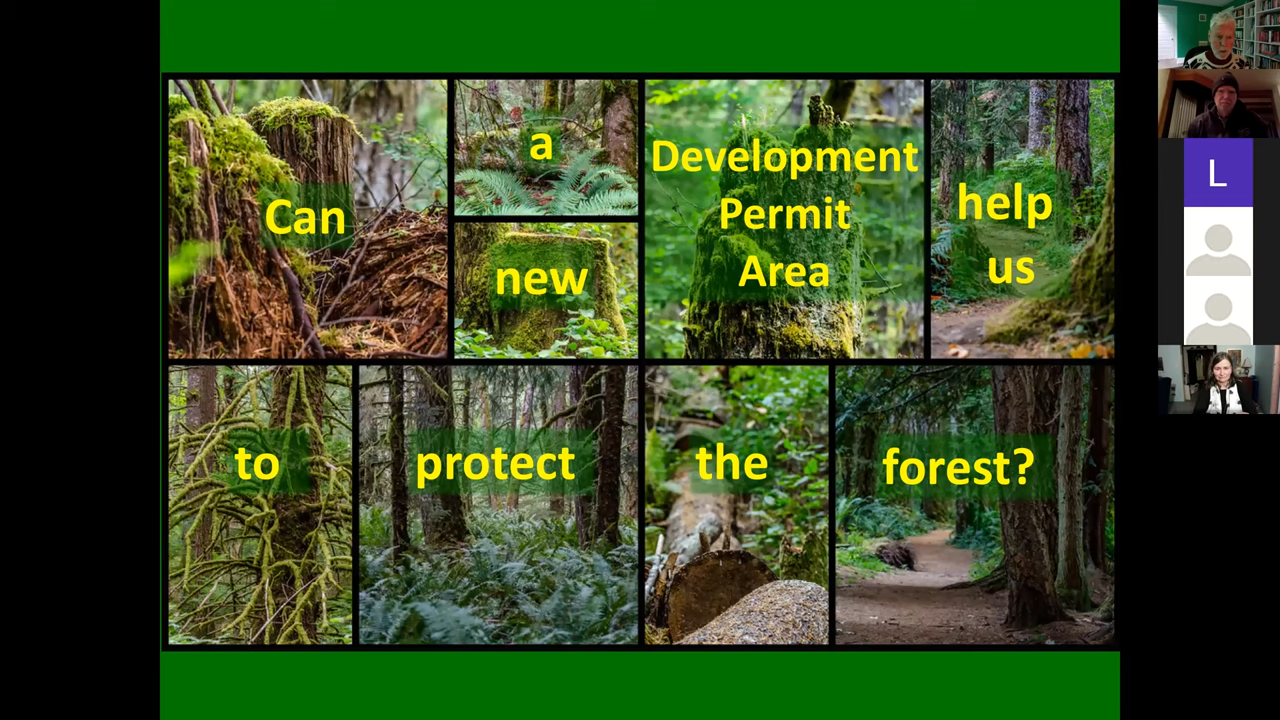 Can
a
new
Development
Permit
Area
help
us
to
protect
the
forest?
L